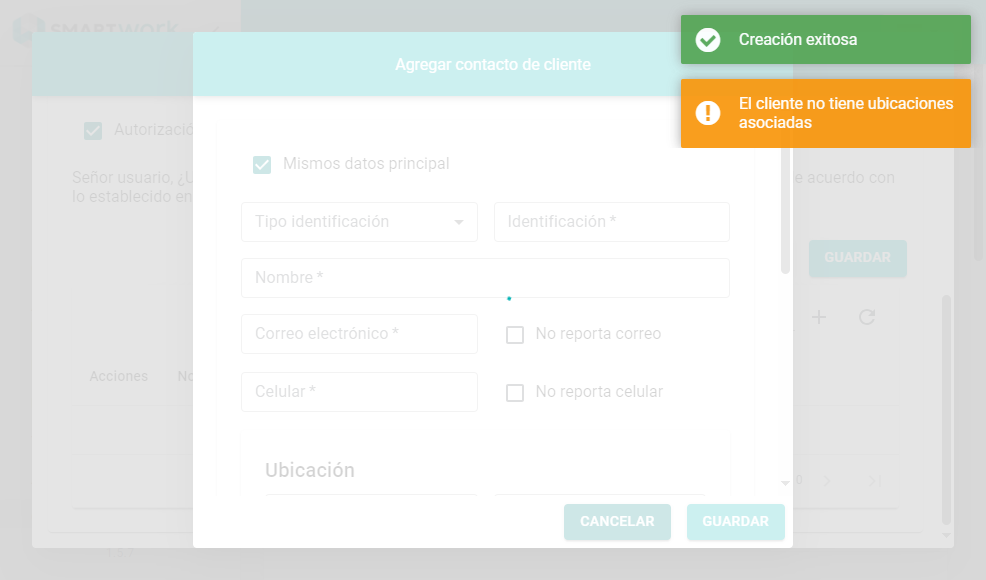 SMARTWORK
Creación exitosa
Agregar contacto de cliente
El cliente no tiene ubicaciones
asociadas
Autorizació
Mismos datos principal
Señor usuario, ¿U
e acuerdo con
lo establecido en
Tipo identificación
Identificación *
GUARDAR
Nombre *
Correo electrónico *
No reporta correo
Acciones
No
Celular *
No reporta celular
Ubicación
0
CANCELAR
GUARDAR